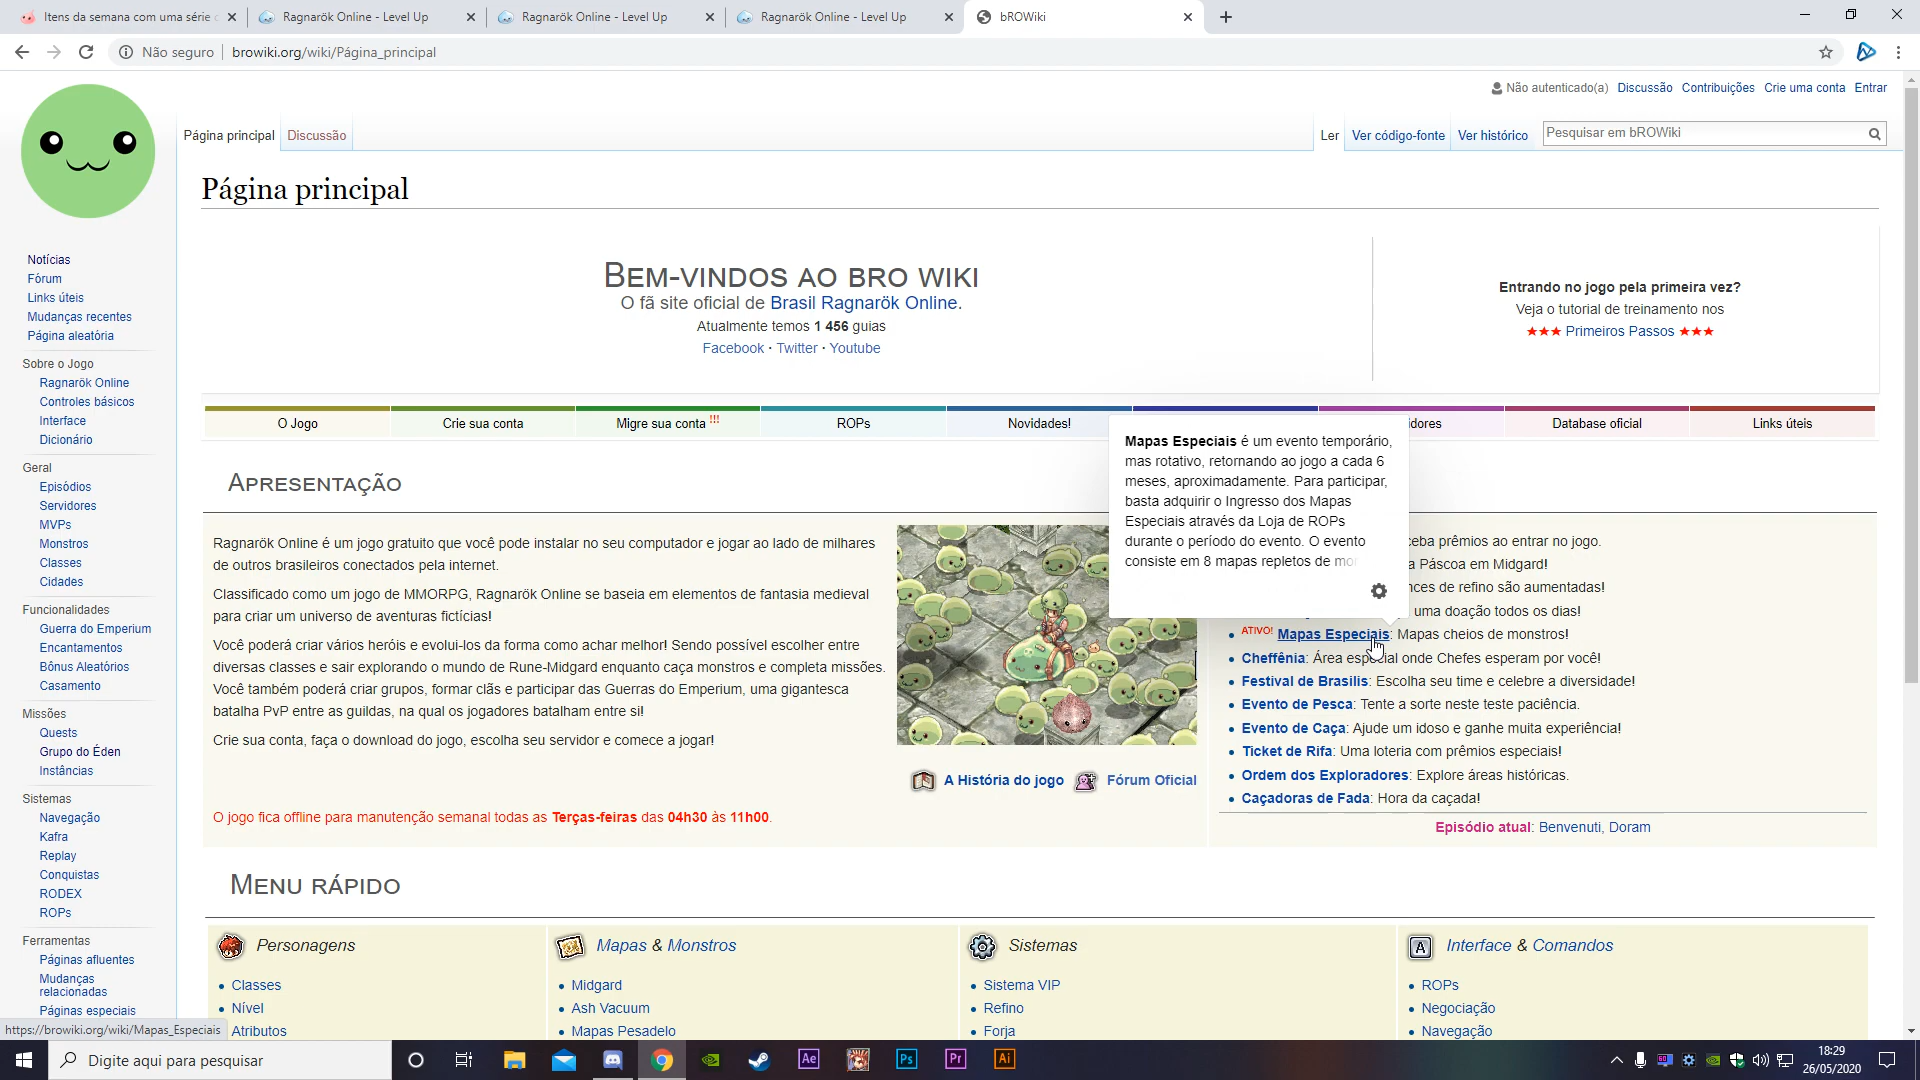 Itens da semana com uma série
Ragnarök Online - Level Up
Ragnarök Online - Level Up
Ragnarök Online - Level Up
bROWiki
Não seguro
browiki.org/wiki/Página_principal
Não autenticado(a) Discussão Contribuições Crie uma conta Entrar
Página principal Discussão Ler Ver código-fonte Ver histórico Pesquisar em bROWiki
Página principal
Notícias
Fórum
Links úteis
Mudanças recentes
Página aleatória
Sobre o Jogo
Ragnarök Online
Controles básicos
Interface
Dicionário
Geral
Episódios
Servidores
MVPs
Monstros
Classes
Cidades
Funcionalidades
Guerra do Emperium
Encantamentos
Bônus Aleatórios
Casamento
Missões
Quests
Grupo do Éden
Instâncias
Sistemas
Navegação
Kafra
Replay
Conquistas
RODEX
ROPs
Ferramentas
Páginas afluentes
Mudanças
relacionadas
Páginas especiais
https://browiki.org/wiki/Mapas_Especiais
Bem-vindos ao bRO Wiki
O fã site oficial de Brasil Ragnarök Online.
Atualmente temos 1 456 guias
Facebook · Twitter · Youtube
Entrando no jogo pela primeira vez?
Veja o tutorial de treinamento nos
★★★ Primeiros Passos ★★★
O Jogo
Crie sua conta
Migre sua conta !!!
ROPs
Novidades!
dores
Database oficial
Links úteis
Mapas Especiais é um evento temporário,
mas rotativo, retornando ao jogo a cada 6
meses, aproximadamente. Para participar,
basta adquirir o Ingresso dos Mapas
Especiais através da Loja de ROPs
durante o período do evento. O evento
consiste em 8 mapas repletos de mo
Apresentação
Ragnarök Online é um jogo gratuito que você pode instalar no seu computador e jogar ao lado de milhares
de outros brasileiros conectados pela internet.
Classificado como um jogo de MMORPG, Ragnarök Online se baseia em elementos de fantasia medieval
para criar um universo de aventuras fictícias!
Você poderá criar vários heróis e evolui-los da forma como achar melhor! Sendo possível escolher entre
diversas classes e sair explorando o mundo de Rune-Midgard enquanto caça monstros e completa missões.
Você também poderá criar grupos, formar clãs e participar das Guerras do Emperium, uma gigantesca
batalha PvP entre as guildas, na qual os jogadores batalham entre si!
Crie sua conta, faça o download do jogo, escolha seu servidor e comece a jogar!
A História do jogo Fórum Oficial
O jogo fica offline para manutenção semanal todas as Terças-feiras das 04h30 às 11h00.
ceba prêmios ao entrar no jogo.
a Páscoa em Midgard!
nces de refino são aumentadas!
uma doação todos os dias!
• ATIVO! Mapas Especiais: Mapas cheios de monstros!
• Cheffênia: Área especial onde Chefes esperam por você!
• Festival de Brasilis: Escolha seu time e celebre a diversidade!
• Evento de Pesca: Tente a sorte neste teste paciência.
• Evento de Caça: Ajude um idoso e ganhe muita experiência!
• Ticket de Rifa: Uma loteria com prêmios especiais!
• Ordem dos Exploradores: Explore áreas históricas.
• Caçadoras de Fada: Hora da caçada!
Episódio atual: Benvenuti, Doram
Menu rápido
Personagens
• Classes
• Nível
Atributos
Mapas & Monstros
• Midgard
• Ash Vacuum
• Mapas Pesadelo
Sistemas
• Sistema VIP
• Refino
• Forja
A
Interface & Comandos
• ROPs
• Negociação
• Navegação
Digite aqui para pesquisar
Ae
Ps
Pr
Ai
18:29
26/05/2020